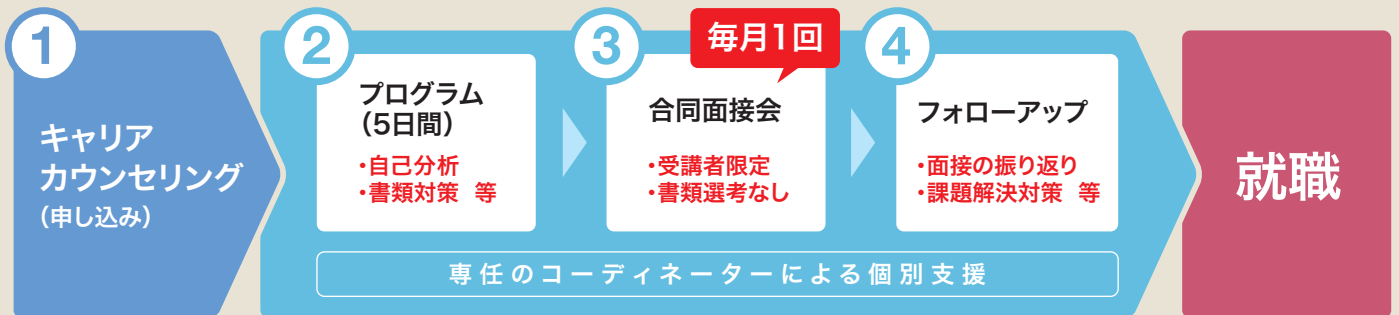 1
キャリア
カウンセリング
（申し込み）
2
プログラム
（5日間）
・自己分析
・書類対策 等
3
毎月1回
合同面接会
・受講者限定
・書類選考なし
4
フォローアップ
・面接の振り返り
・課題解決対策 等
専任のコーディネーターによる個別支援
就職